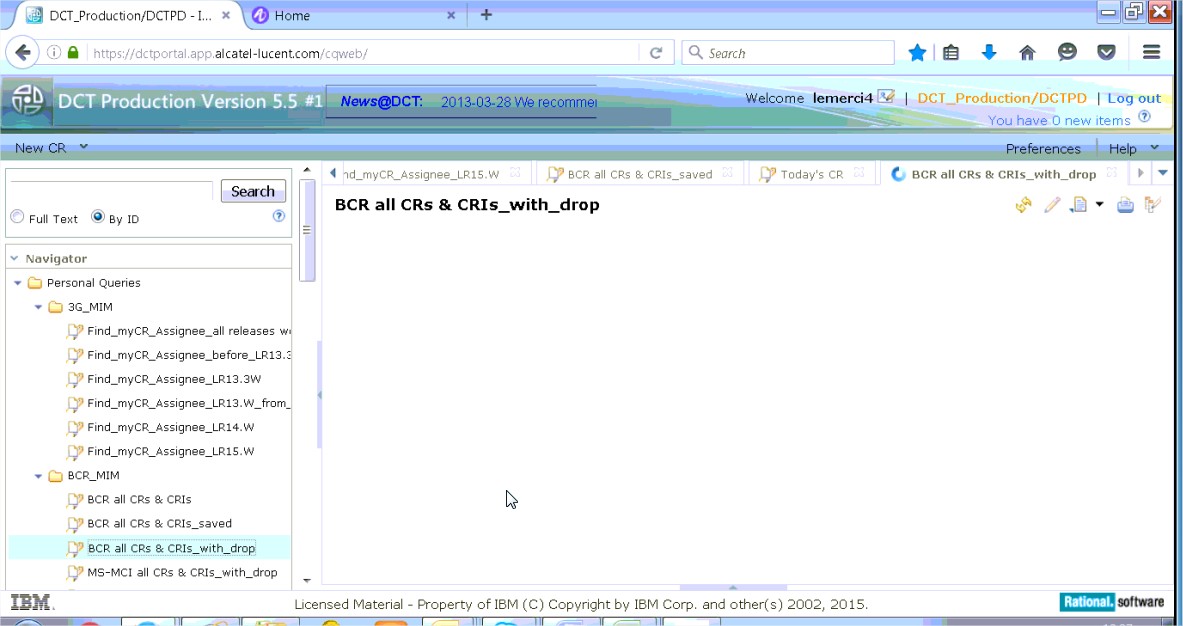 DCT_Production/DCTPD - I...
Home
https://dctportal.app.alcatel-lucent.com/cqweb/
Search
DCT Production Version 5.5 #1
News@DCT: 2013-03-28 We recommen
Welcome lemerci4 | DCT_Production/DCTPD | Log out
You have 0 new items
New CR
Preferences | Help
Search
Full Text By ID
nd_myCR_Assignee_LR15.W
BCR all CRs & CRIs_saved
Today's CR
BCR all CRs & CRIs_with_drop
BCR all CRs & CRIs_with_drop
Navigator
Personal Queries
3G_MIM
Find_myCR_Assignee_all releases w
Find_myCR_Assignee_before_LR13.3
Find_myCR_Assignee_LR13.3W
Find_myCR_Assignee_LR13.W_from_
Find_myCR_Assignee_LR14.W
Find_myCR_Assignee_LR15.W
BCR_MIM
BCR all CRs & CRIs
BCR all CRs & CRIs_saved
BCR all CRs & CRIs_with_drop
MS-MCI all CRs & CRIs_with_drop
IBM.
Licensed Material - Property of IBM (C) Copyright by IBM Corp. and other(s) 2002, 2015.
Rational. software